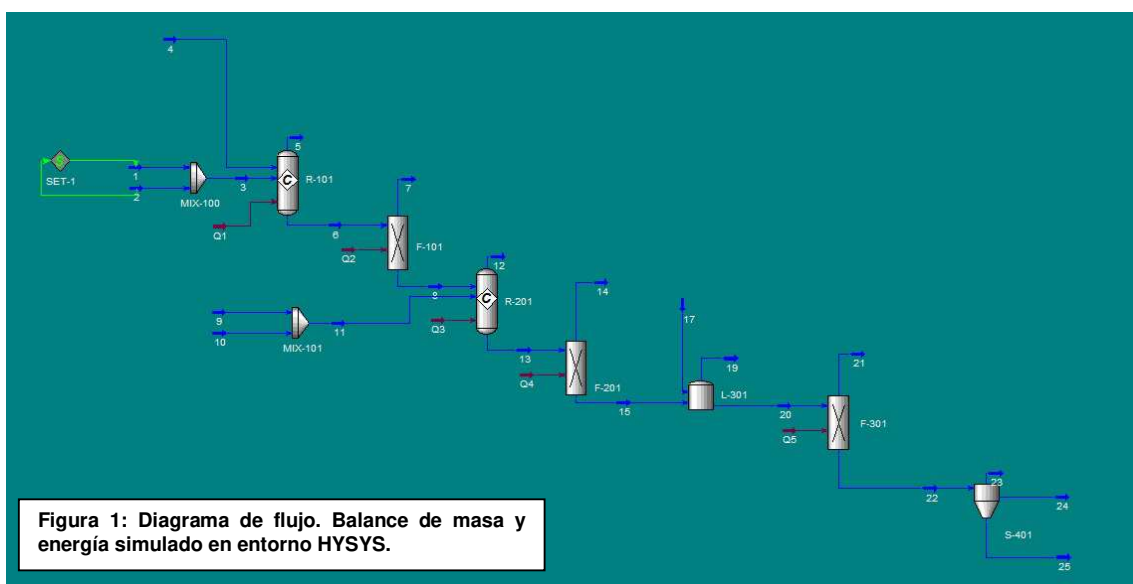 4
5
SET-1
1
2
MIX-100
3
C
R-101
Q1
6
7
F-101
Q2
8
9
10
MIX-101
11
12
C
R-201
Q3
13
14
F-201
Q4
15
17
19
L-301
20
21
F-301
Q5
22
23
24
S-401
25
Figura 1: Diagrama de flujo. Balance de masa y
energía simulado en entorno HYSYS.